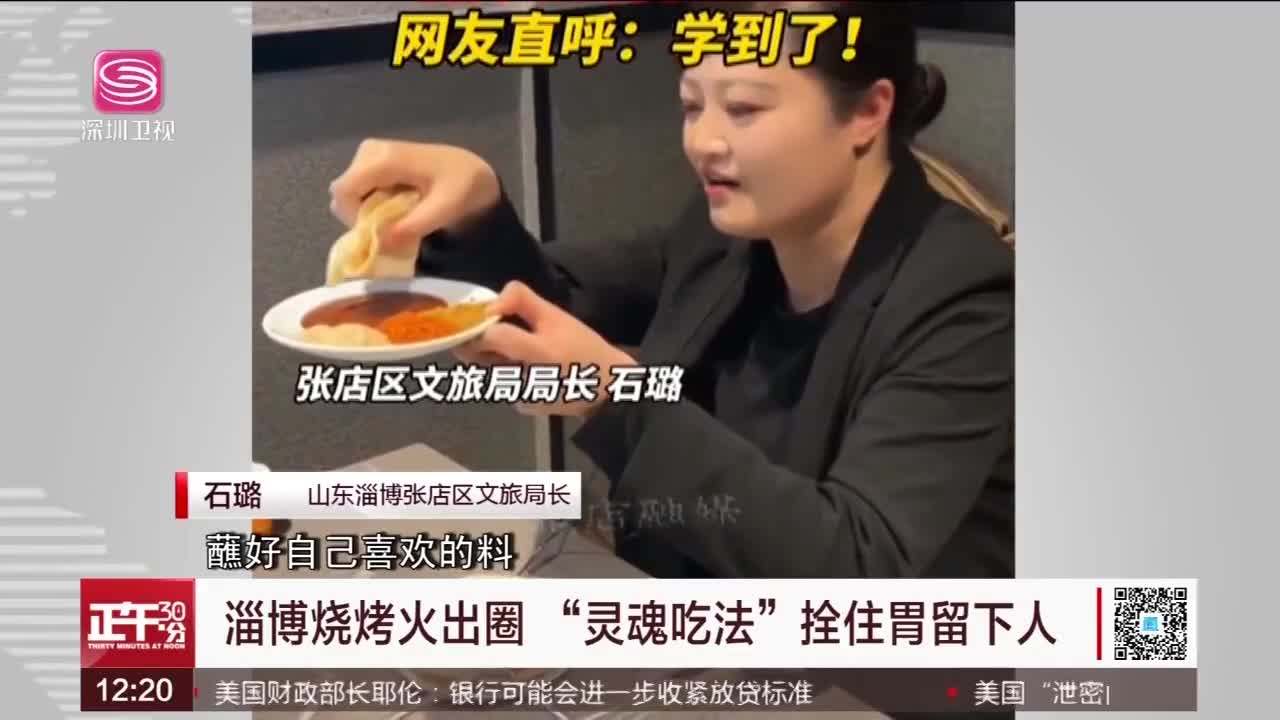 网友直呼：学到了！
深圳卫视
张店区文旅局局长 石璐
石璐 山东淄博张店区文旅局长
蘸好自己喜欢的料
正午30分
THIRTY MINUTES AT NOON
淄博烧烤火出圈 “灵魂吃法”拴住胃留下人
12:20 美国财政部长耶伦：银行可能会进一步收紧放贷标准 美国“泄密